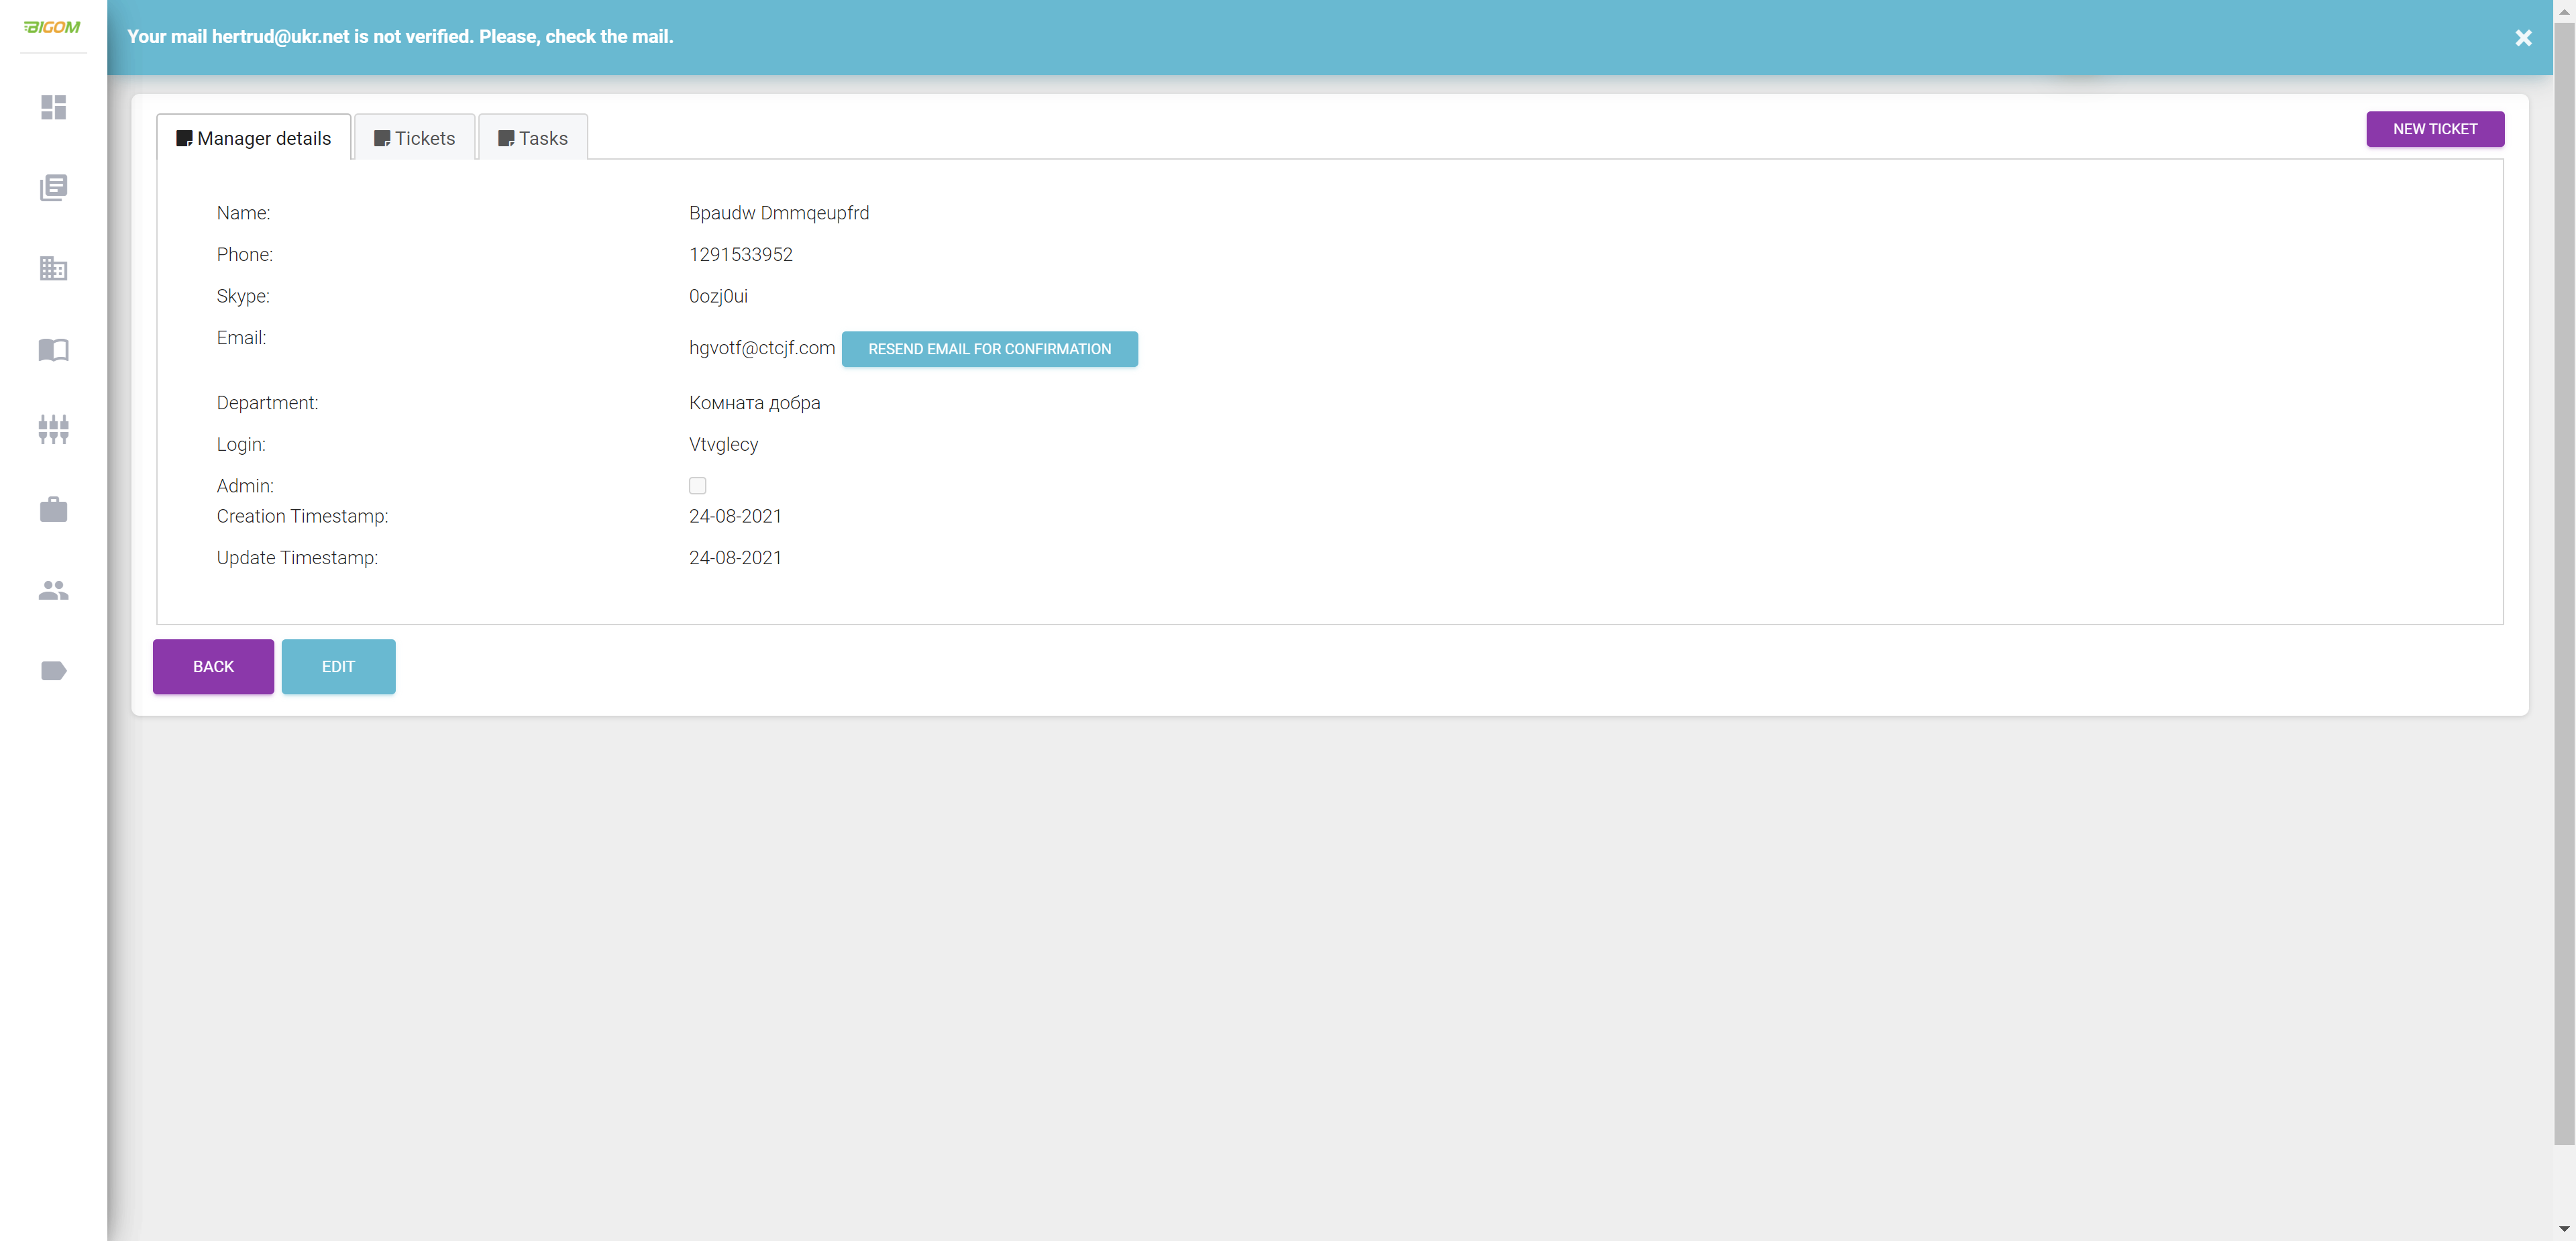 BIGOM
Your mail hertrud@ukr.net is not verified. Please, check the mail.
Manager details
Tickets
Tasks
NEW TICKET
Name: Bpaudw Dmmqeupfrd
Phone: 1291533952
Skype: 0ozj0ui
Email: hgvotf@ctcjf.com RESEND EMAIL FOR CONFIRMATION
Department: Комната добра
Login: Vtvglecy
Admin:
Creation Timestamp: 24-08-2021
Update Timestamp: 24-08-2021
BACK
EDIT